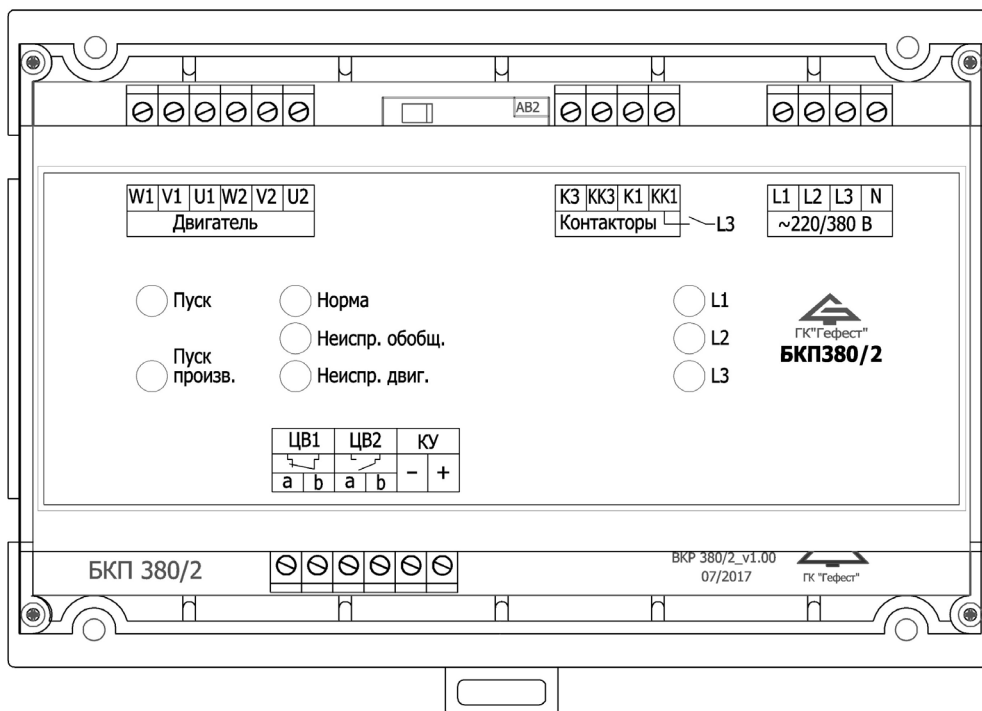 AB2
W1 V1 U1 W2 V2 U2
Двигатель
K3 KK3 K1 KK1
Контакторы
L3
L1 L2 L3 N
~220/380 В
Пуск
Норма
L1
Неиспр. обобщ.
L2
Пуск
произв.
Неиспр. двиг.
L3
ГК"Гефест"
БКП380/2
ЦВ1 ЦВ2 КУ
a b a b − +
БКП 380/2
BKP 380/2_v1.00
07/2017
ГК "Гефест"